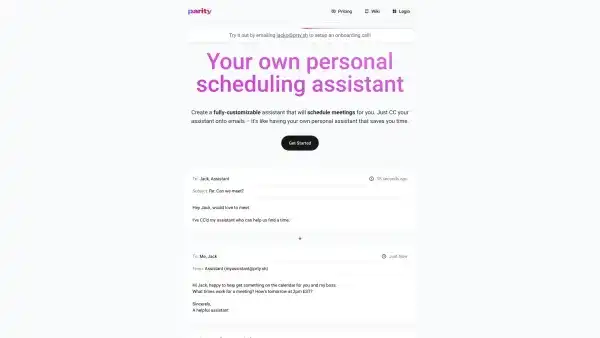 parity
Pricing
Wiki
Login
Try it out by emailing jack@prity.sh to setup an onboarding call!
Your own personal
scheduling assistant
Create a fully-customizable assistant that will schedule meetings for you. Just CC your
assistant onto emails – it's like having your own personal assistant that saves you time.
Get Started
To: Jack, Assistant
10 seconds ago
Subject: Re: Can we meet?
Hey Jack, would love to meet.
I've CC'd my assistant who can help us find a time.
To: Me, Jack
Just Now
From: Assistant (myassistant@prity.sh)
Hi Jack, happy to help get something on the calendar for you and my boss.
What times work for a meeting? How's tomorrow at 2pm EST?
Sincerely,
A helpful assistant